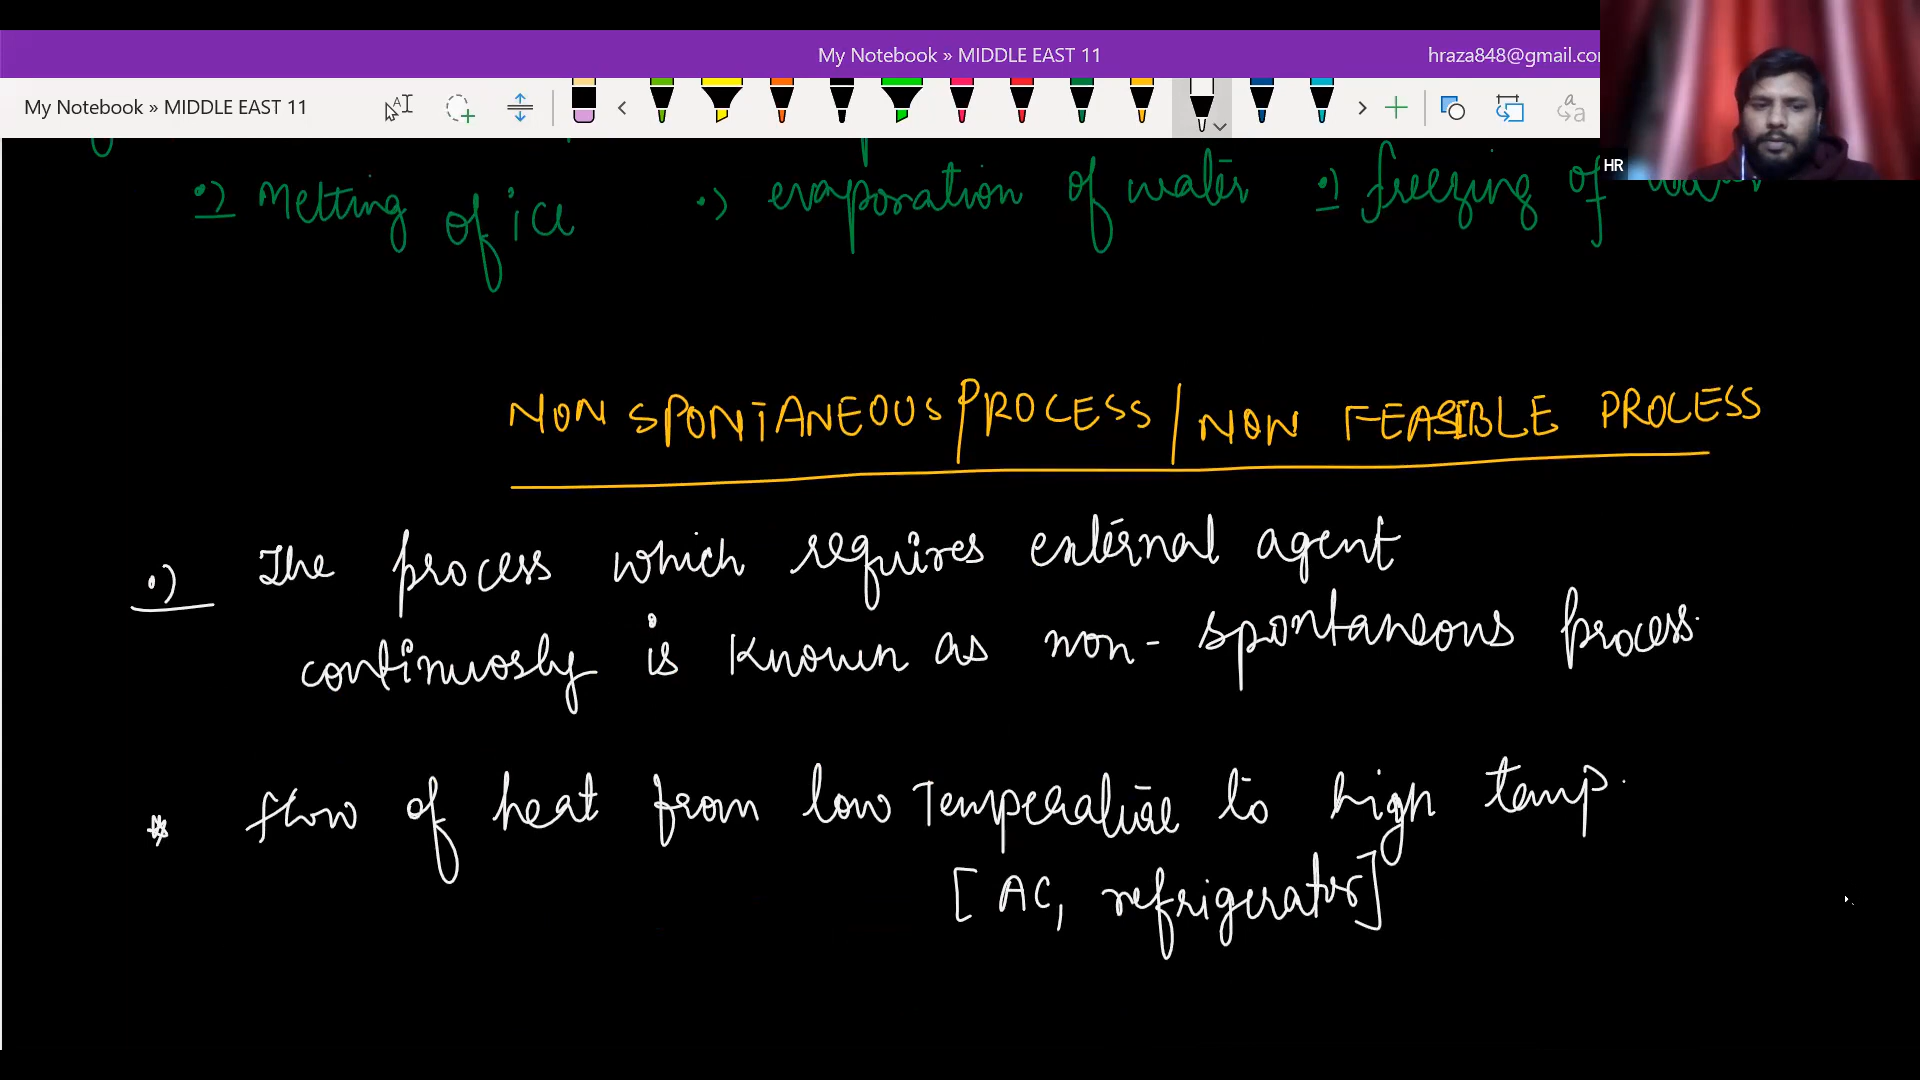 My Notebook » MIDDLE EAST 11
hraza848@gmail.co
My Notebook » MIDDLE EAST 11
HR
•) Melting of ice •) evaporation of water •) freezing of
NON SPONTANEOUS PROCESS / NON FEASIBLE PROCESS
•) The process which requires external agent
continuosly is known as non-spontaneous process.
* flow of heat from low Temperature to high temp.
[AC, refrigerator]